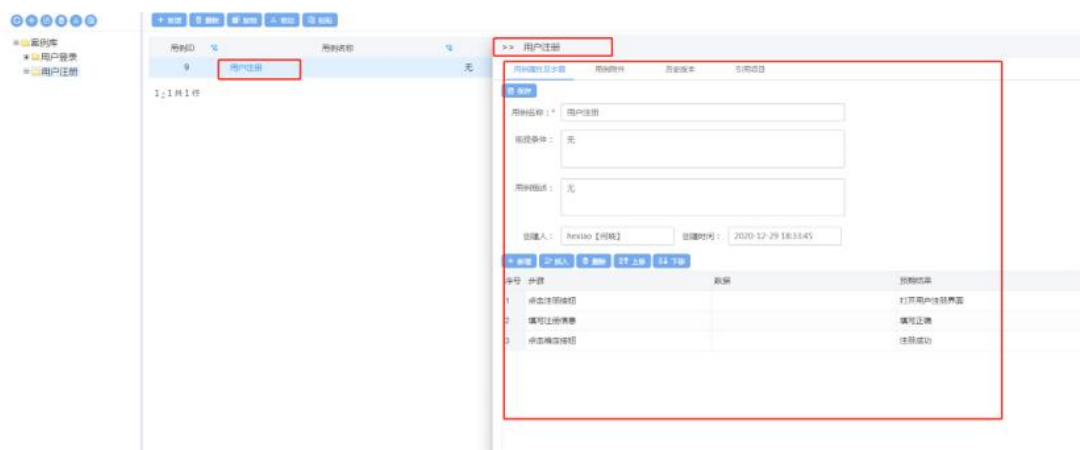 + 新增 删除 复制 剪切 粘贴
案例库
用户登录
用户注册
用例ID 用例名称
9 用户注册 无
1-1 共 1 件
>> 用户注册
用例属性及步骤 用例附件 历史版本 引用项目
保存
用例名称：* 用户注册
前提条件： 无
用例描述： 无
创建人： hexiao【何晓】 创建时间： 2020-12-29 18:33:45
+ 新增 插入 删除 上移 下移
序号 步骤 数据 预期结果
1 点击注册按钮 打开用户注册界面
2 填写注册信息 填写正确
3 点击确定按钮 注册成功